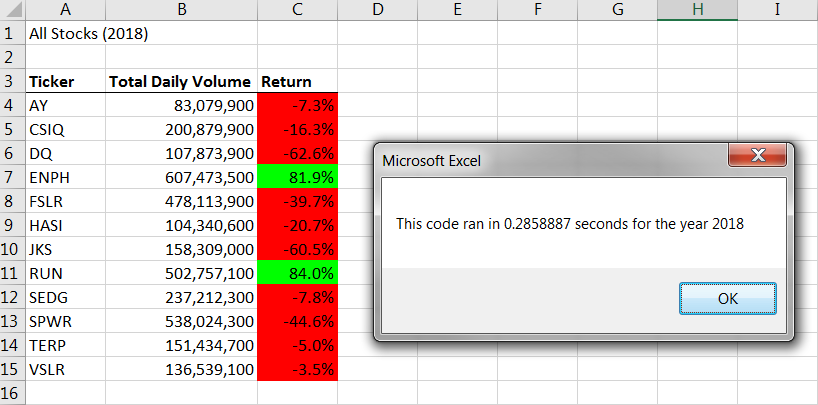 A B C D E F G H I
1 All Stocks (2018)
2
3 Ticker Total Daily Volume Return
4 AY 83,079,900 -7.3%
5 CSIQ 200,879,900 -16.3%
6 DQ 107,873,900 -62.6%
7 ENPH 607,473,500 81.9%
8 FSLR 478,113,900 -39.7%
9 HASI 104,340,600 -20.7%
10 JKS 158,309,000 -60.5%
11 RUN 502,757,100 84.0%
12 SEDG 237,212,300 -7.8%
13 SPWR 538,024,300 -44.6%
14 TERP 151,434,700 -5.0%
15 VSLR 136,539,100 -3.5%
16
Microsoft Excel
This code ran in 0.2858887 seconds for the year 2018
OK